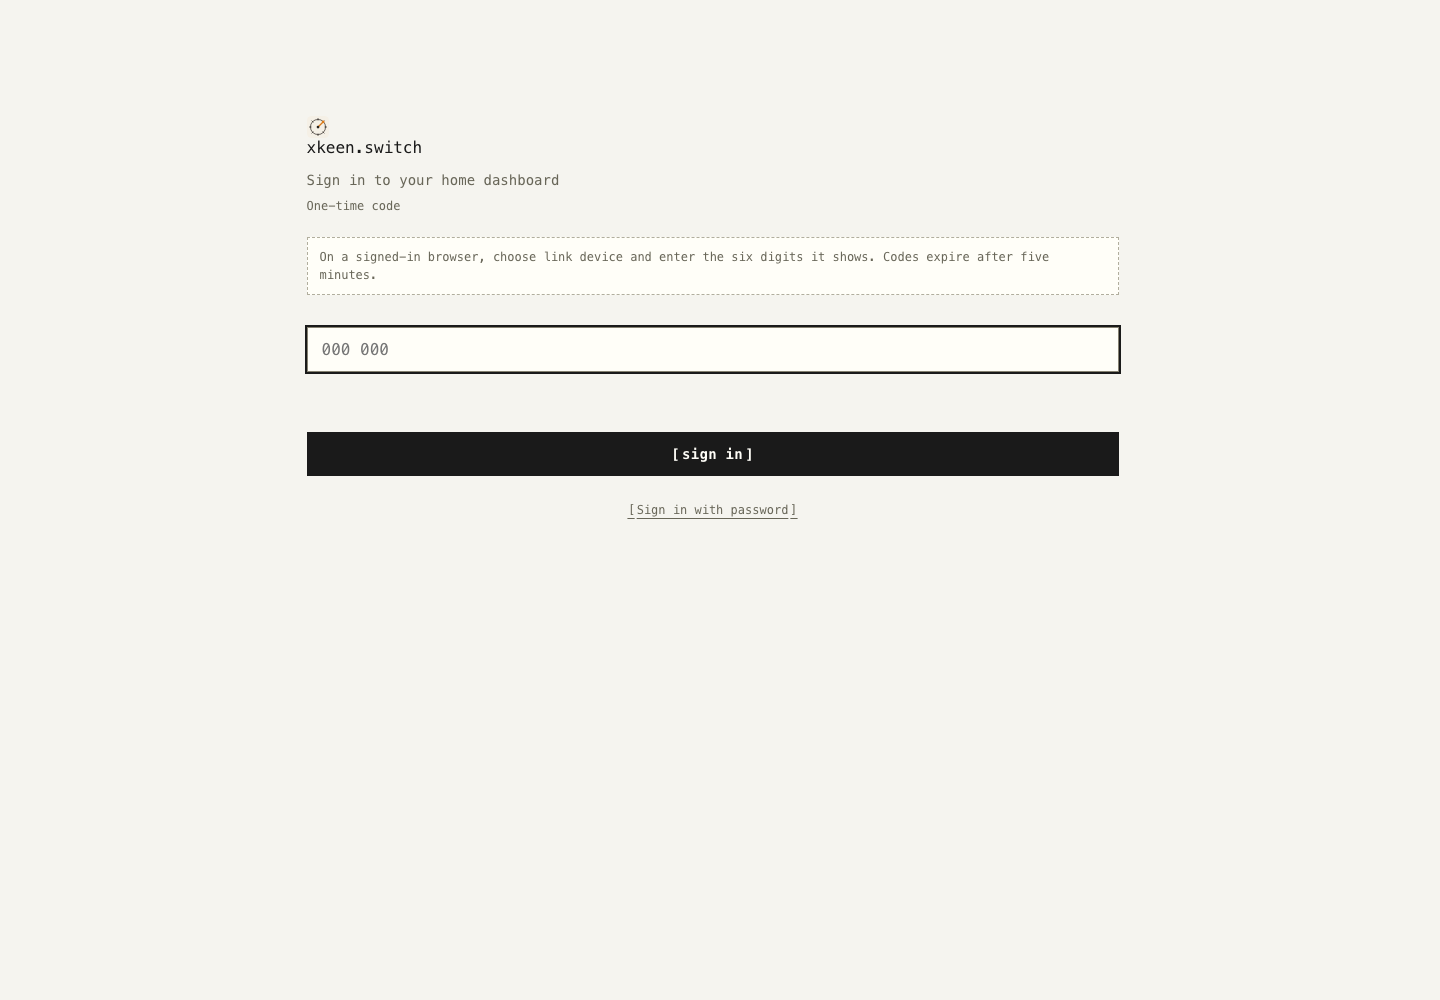 xkeen.switch
Sign in to your home dashboard
One-time code
On a signed-in browser, choose link device and enter the six digits it shows. Codes expire after five
minutes.
000 000
[sign in]
[Sign in with password]